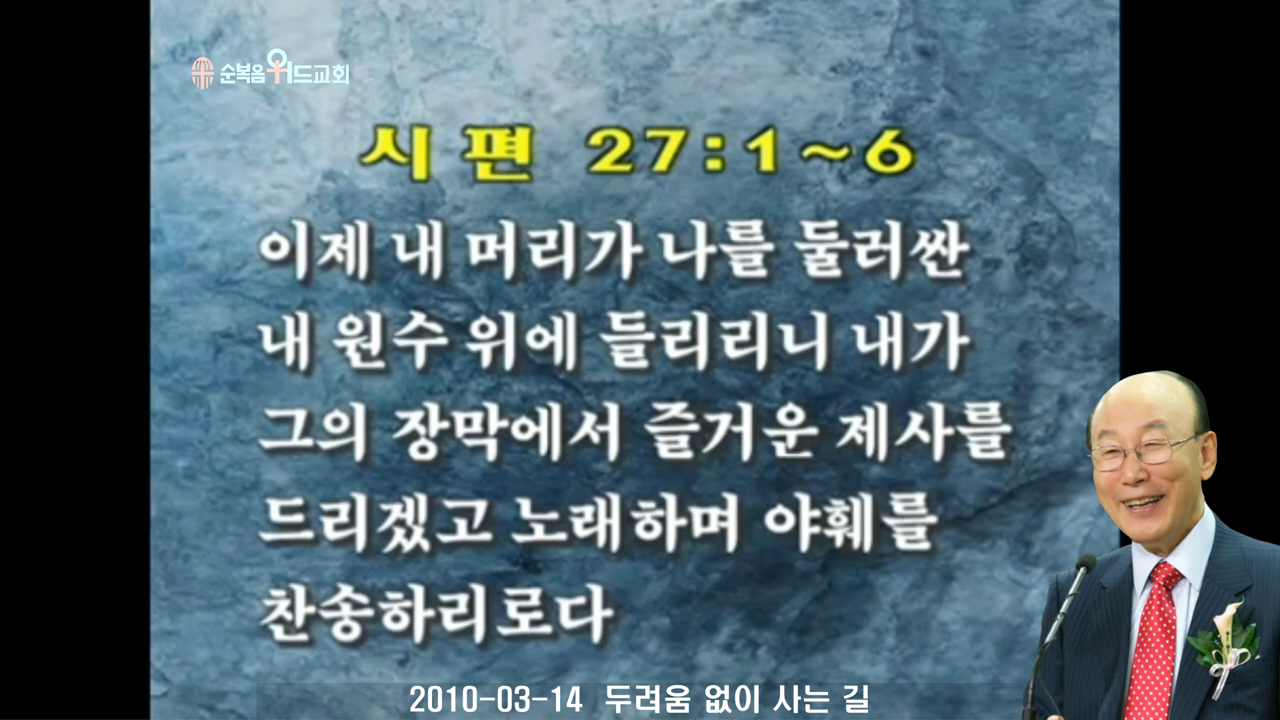 순복음위드교회
시편 27:1~6
이제 내 머리가 나를 둘러싼
내 원수 위에 들리리니 내가
그의 장막에서 즐거운 제사를
드리겠고 노래하며 야훼를
찬송하리로다
2010-03-14 두려움 없이 사는 길